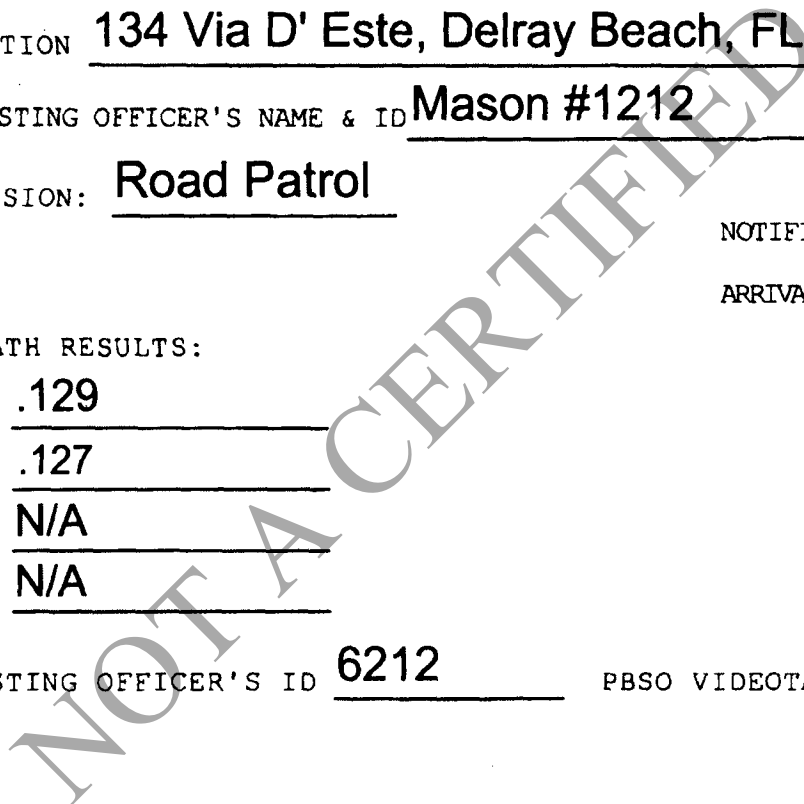 TION 134 Via D' Este, Delray Beach, FL
STING OFFICER'S NAME & ID Mason #1212
SION: Road Patrol
NOTIFI
ARRIVA
ATH RESULTS:
.129
.127
N/A
N/A
STING OFFICER'S ID 6212 PBSO VIDEOTA
NOT A CERTIFIED